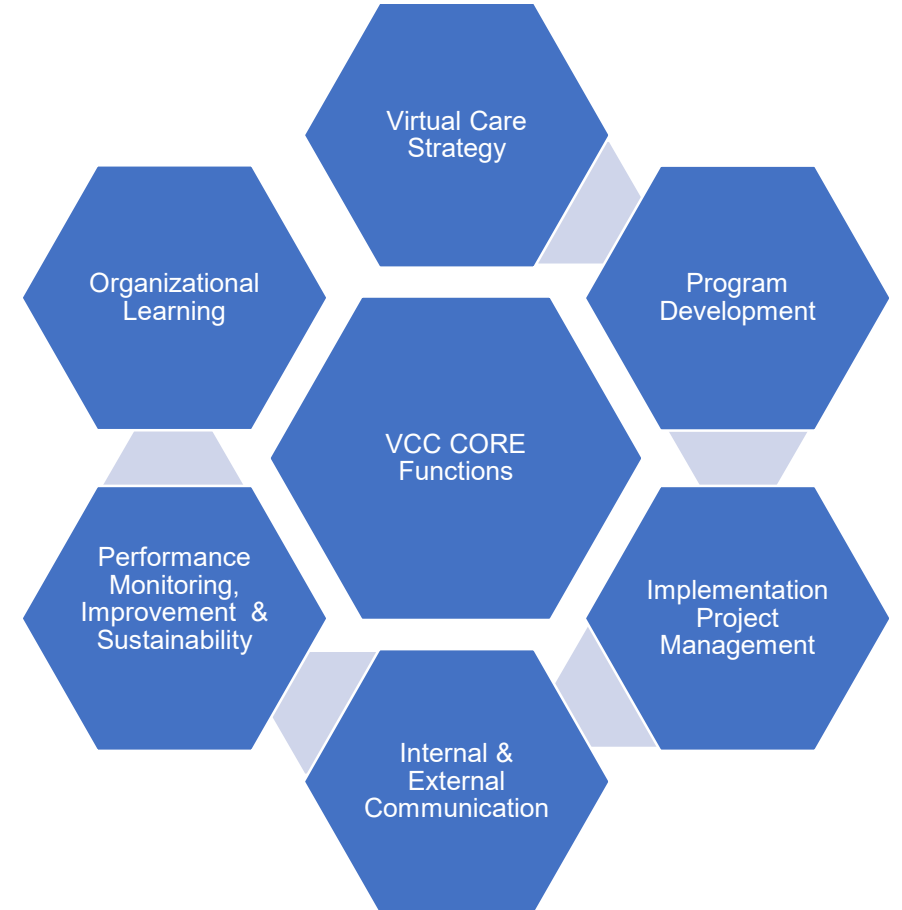 Virtual Care
Strategy
Organizational
Learning
Program
Development
VCC CORE
Functions
Performance
Monitoring,
Improvement  &
Sustainability
Implementation
Project
Management
Internal &
External
Communication